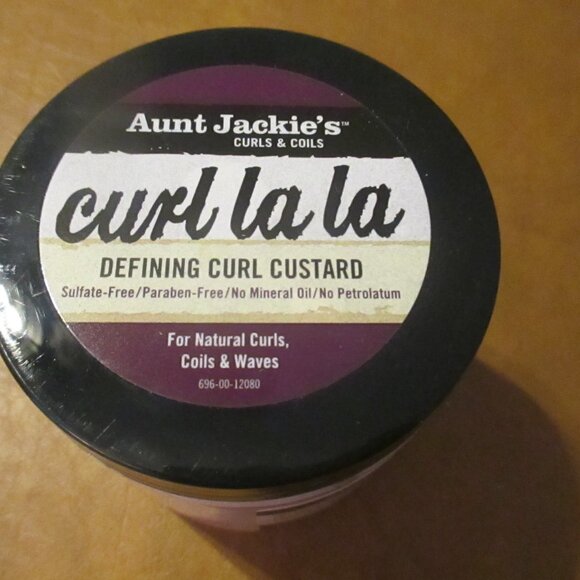 Aunt Jackie's™
CURLS & COILS
curl la la
DEFINING CURL CUSTARD
Sulfate-Free/Paraben-Free/No Mineral Oil/No Petrolatum
For Natural Curls,
Coils & Waves
696-00-12080